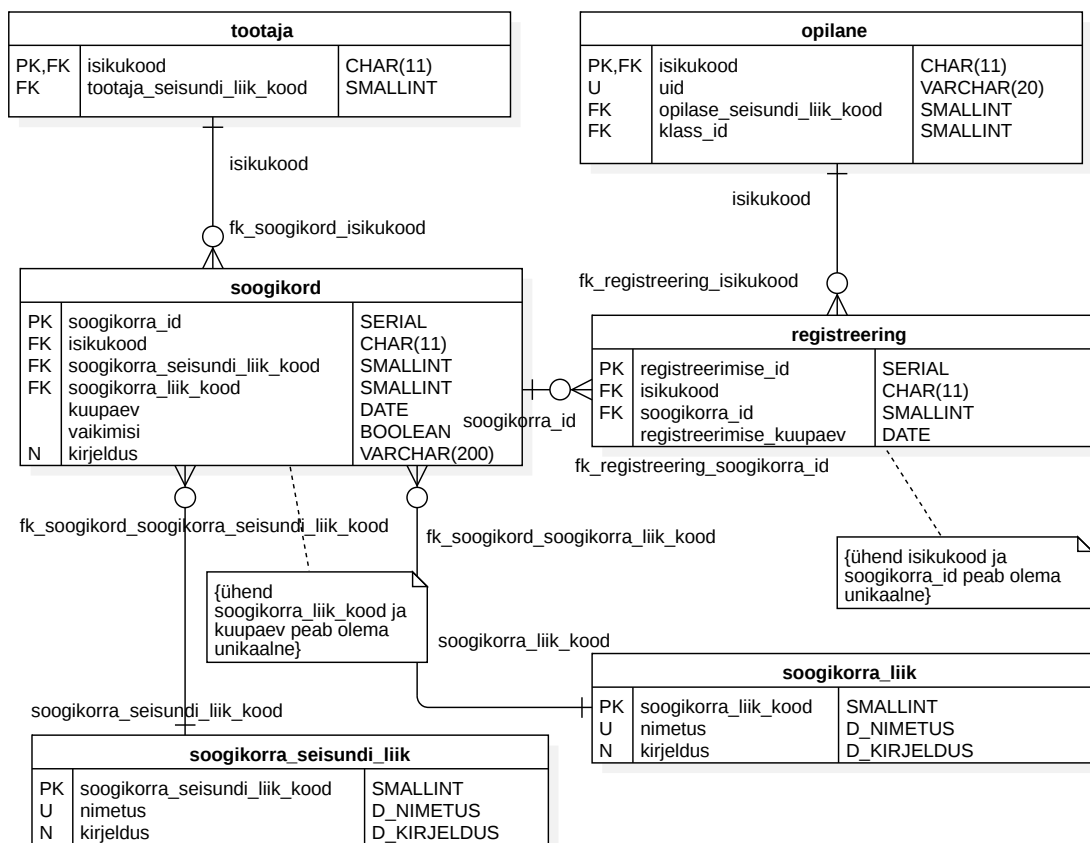 tootaja
PK,FK isikukood CHAR(11)
FK tootaja_seisundi_liik_kood SMALLINT
opilane
PK,FK isikukood CHAR(11)
U uid VARCHAR(20)
FK opilase_seisundi_liik_kood SMALLINT
FK klass_id SMALLINT
isikukood
fk_soogikord_isikukood
isikukood
fk_registreering_isikukood
soogikord
PK soogikorra_id SERIAL
FK isikukood CHAR(11)
FK soogikorra_seisundi_liik_kood SMALLINT
FK soogikorra_liik_kood SMALLINT
kuupaev DATE
vaikimisi BOOLEAN
N kirjeldus VARCHAR(200)
registreering
PK registreerimise_id SERIAL
FK isikukood CHAR(11)
FK soogikorra_id SMALLINT
registreerimise_kuupaev DATE
soogikorra_id
fk_registreering_soogikorra_id
fk_soogikord_soogikorra_seisundi_liik_kood
fk_soogikord_soogikorra_liik_kood
{ühend
soogikorra_liik_kood ja
kuupaev peab olema
unikaalne}
{ühend isikukood ja
soogikorra_id peab olema
unikaalne}
soogikorra_liik_kood
soogikorra_seisundi_liik_kood
soogikorra_liik
PK soogikorra_liik_kood SMALLINT
U nimetus D_NIMETUS
N kirjeldus D_KIRJELDUS
soogikorra_seisundi_liik
PK soogikorra_seisundi_liik_kood SMALLINT
U nimetus D_NIMETUS
N kirjeldus D_KIRJELDUS